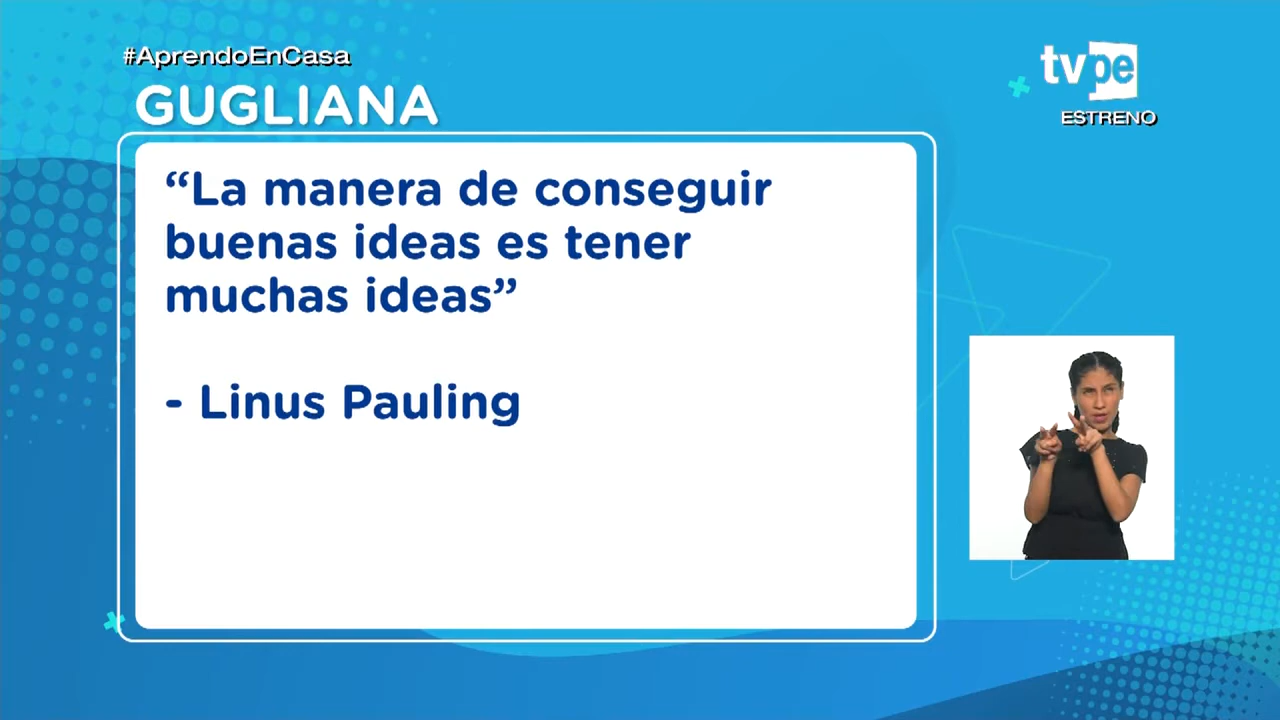 #AprendoEnCasa
GUGLIANA
tvpe
ESTRENO
“La manera de conseguir
buenas ideas es tener
muchas ideas”
- Linus Pauling